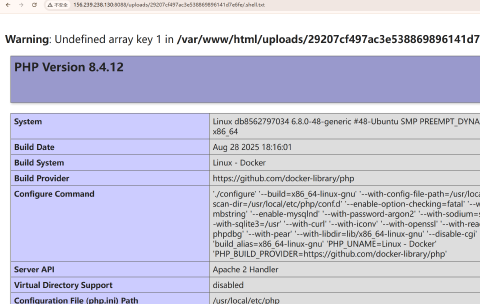 不安全 156.239.238.130:8088/uploads/29207cf497ac3e538869896141d7e6fe/.shell.txt
Warning: Undefined array key 1 in /var/www/html/uploads/29207cf497ac3e538869896141d7
PHP Version 8.4.12
System Linux db8562797034 6.8.0-48-generic #48-Ubuntu SMP PREEMPT_DYNA
x86_64
Build Date Aug 28 2025 18:16:01
Build System Linux - Docker
Build Provider https://github.com/docker-library/php
Configure Command './configure' '--build=x86_64-linux-gnu' '--with-config-file-path=/usr/loca
scan-dir=/usr/local/etc/php/conf.d' '--enable-option-checking=fatal' '--w
mbstring' '--enable-mysqlnd' '--with-password-argon2' '--with-sodium=s
-with-sqlite3=/usr' '--with-curl' '--with-iconv' '--with-openssl' '--with-rea
phpdbg' '--with-pear' '--with-libdir=lib/x86_64-linux-gnu' '--disable-cgi'
'build_alias=x86_64-linux-gnu' 'PHP_UNAME=Linux - Docker'
'PHP_BUILD_PROVIDER=https://github.com/docker-library/php'
Server API Apache 2 Handler
Virtual Directory Support disabled
Configuration File (php.ini) Path /usr/local/etc/php